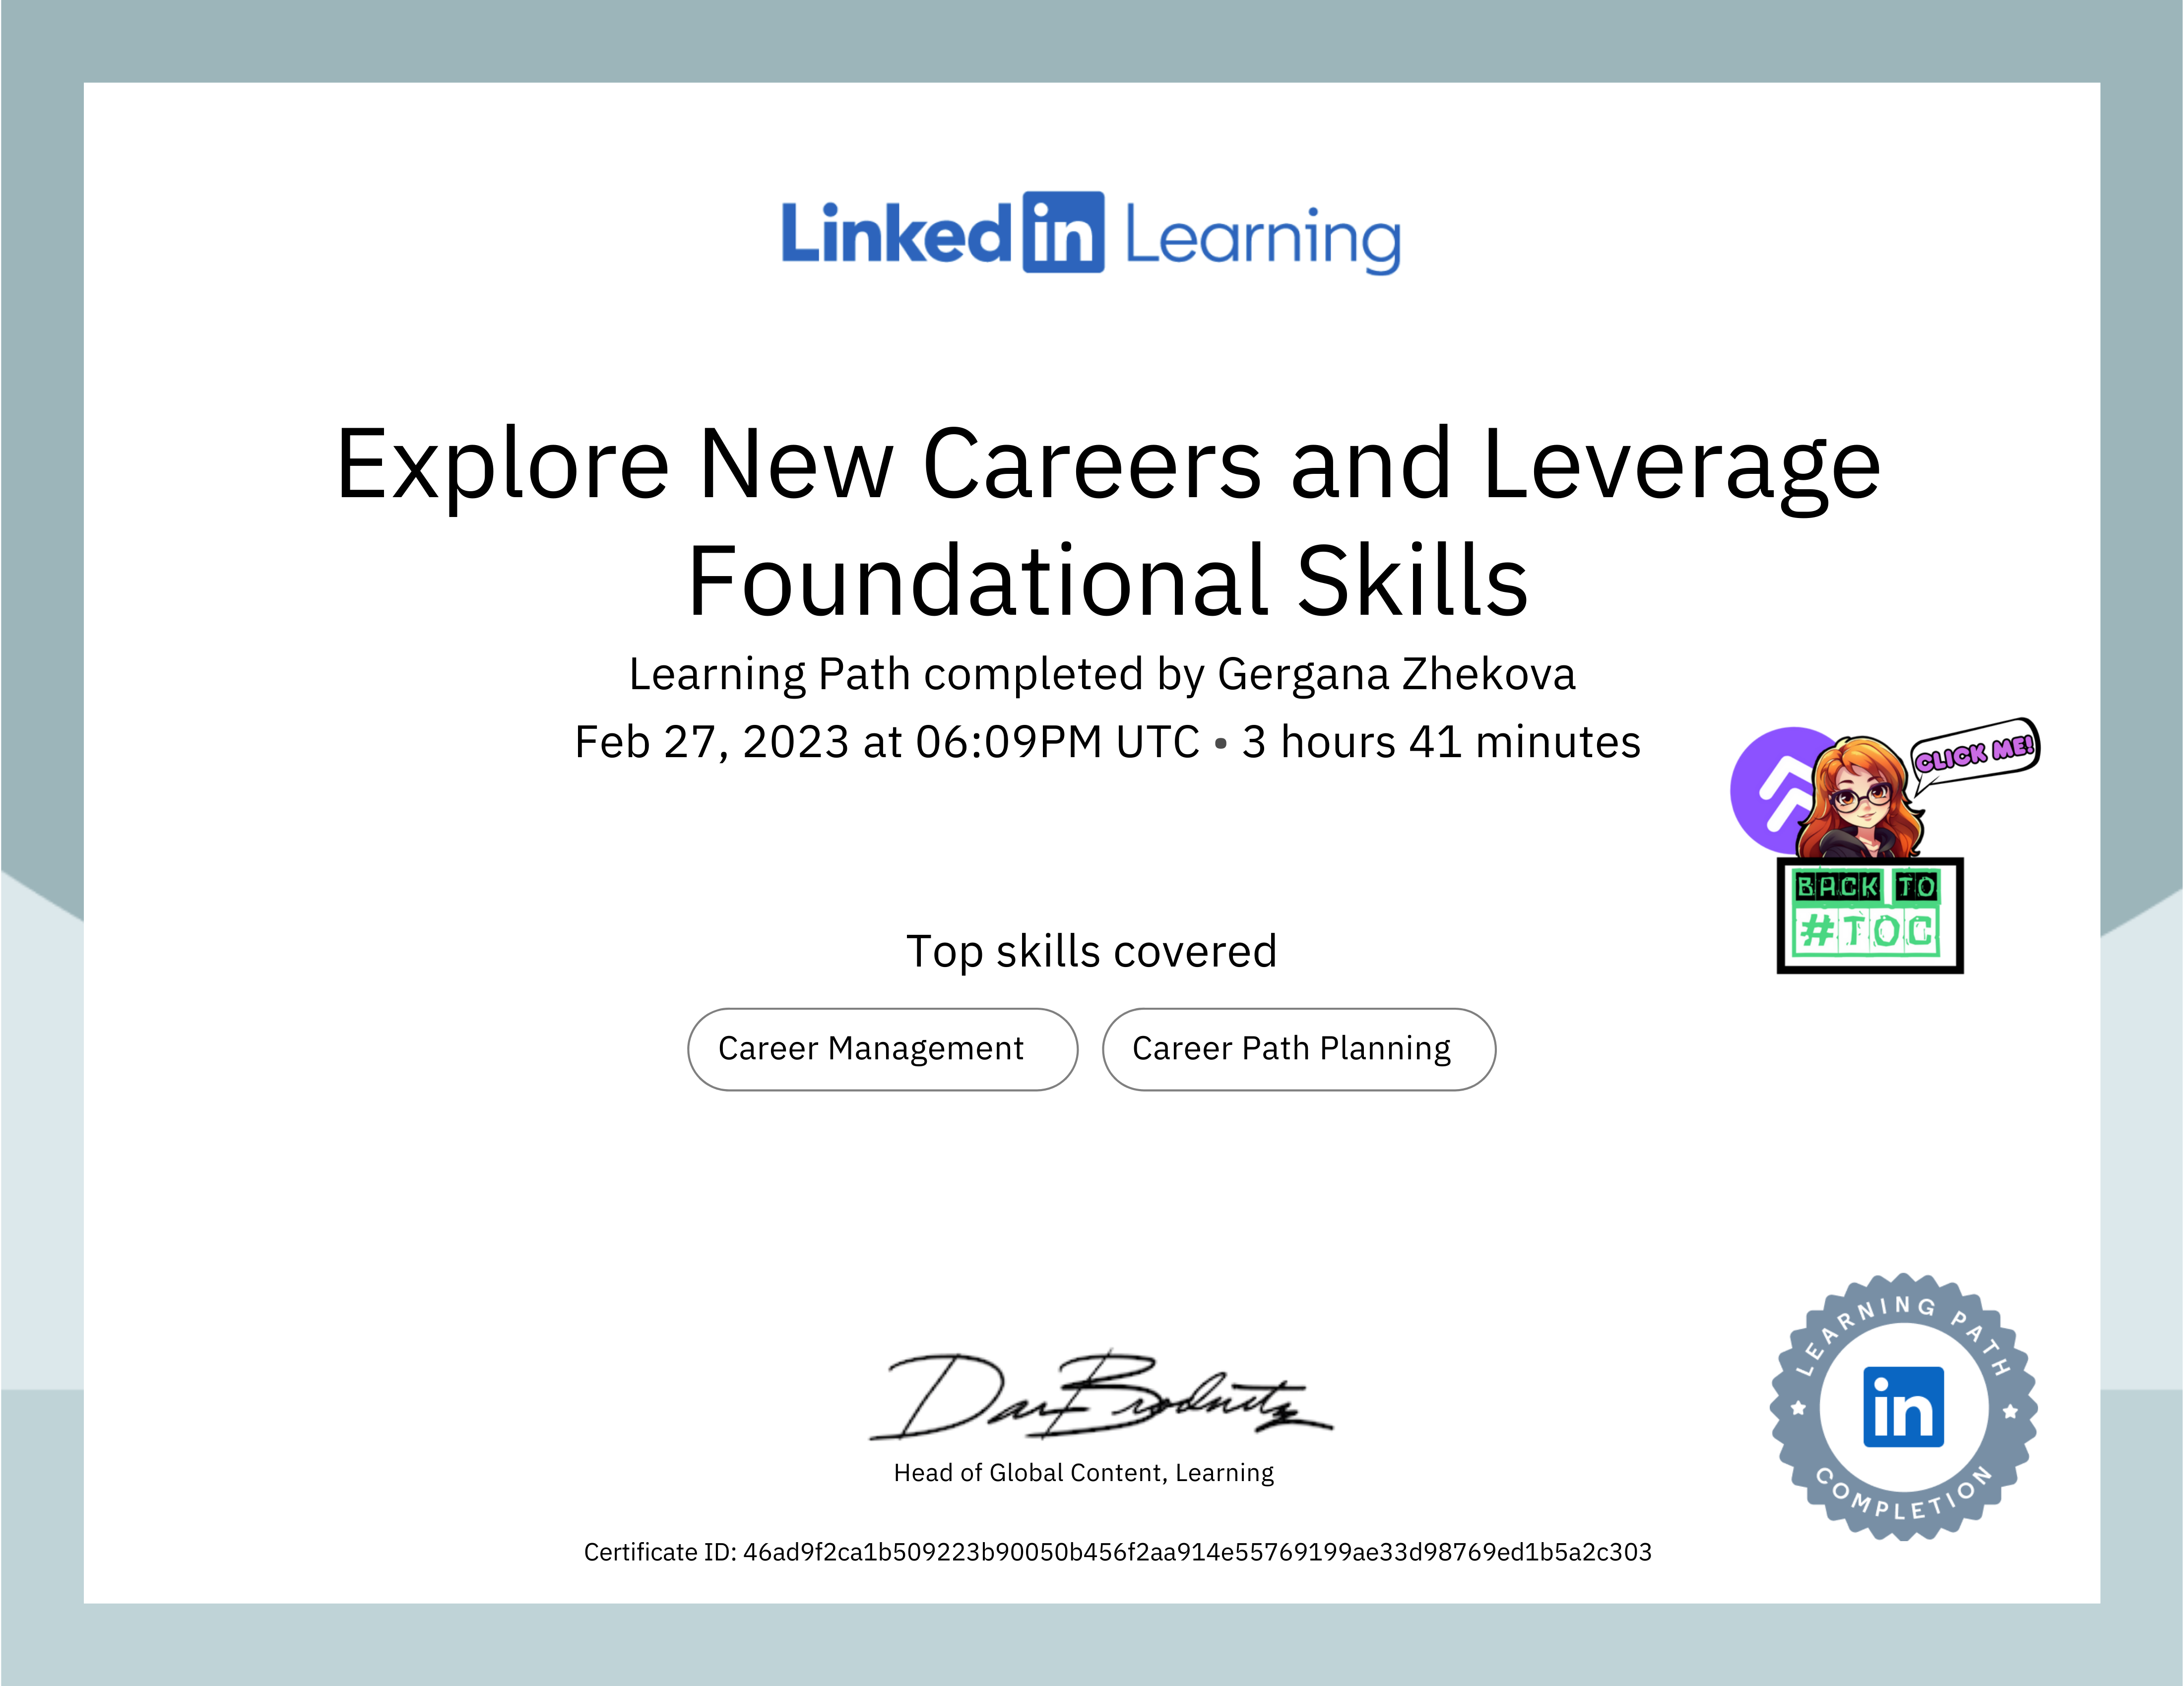 Linked in Learning
Explore New Careers and Leverage
Foundational Skills
Learning Path completed by Gergana Zhekova
Feb 27, 2023 at 06:09PM UTC • 3 hours 41 minutes
CLICK ME!
BACK TO
#TOC
Top skills covered
Career Management
Career Path Planning
Dan Brodnitz
Head of Global Content, Learning
Certificate ID: 46ad9f2ca1b509223b90050b456f2aa914e55769199ae33d98769ed1b5a2c303
LEARNING PATH
in
COMPLETION